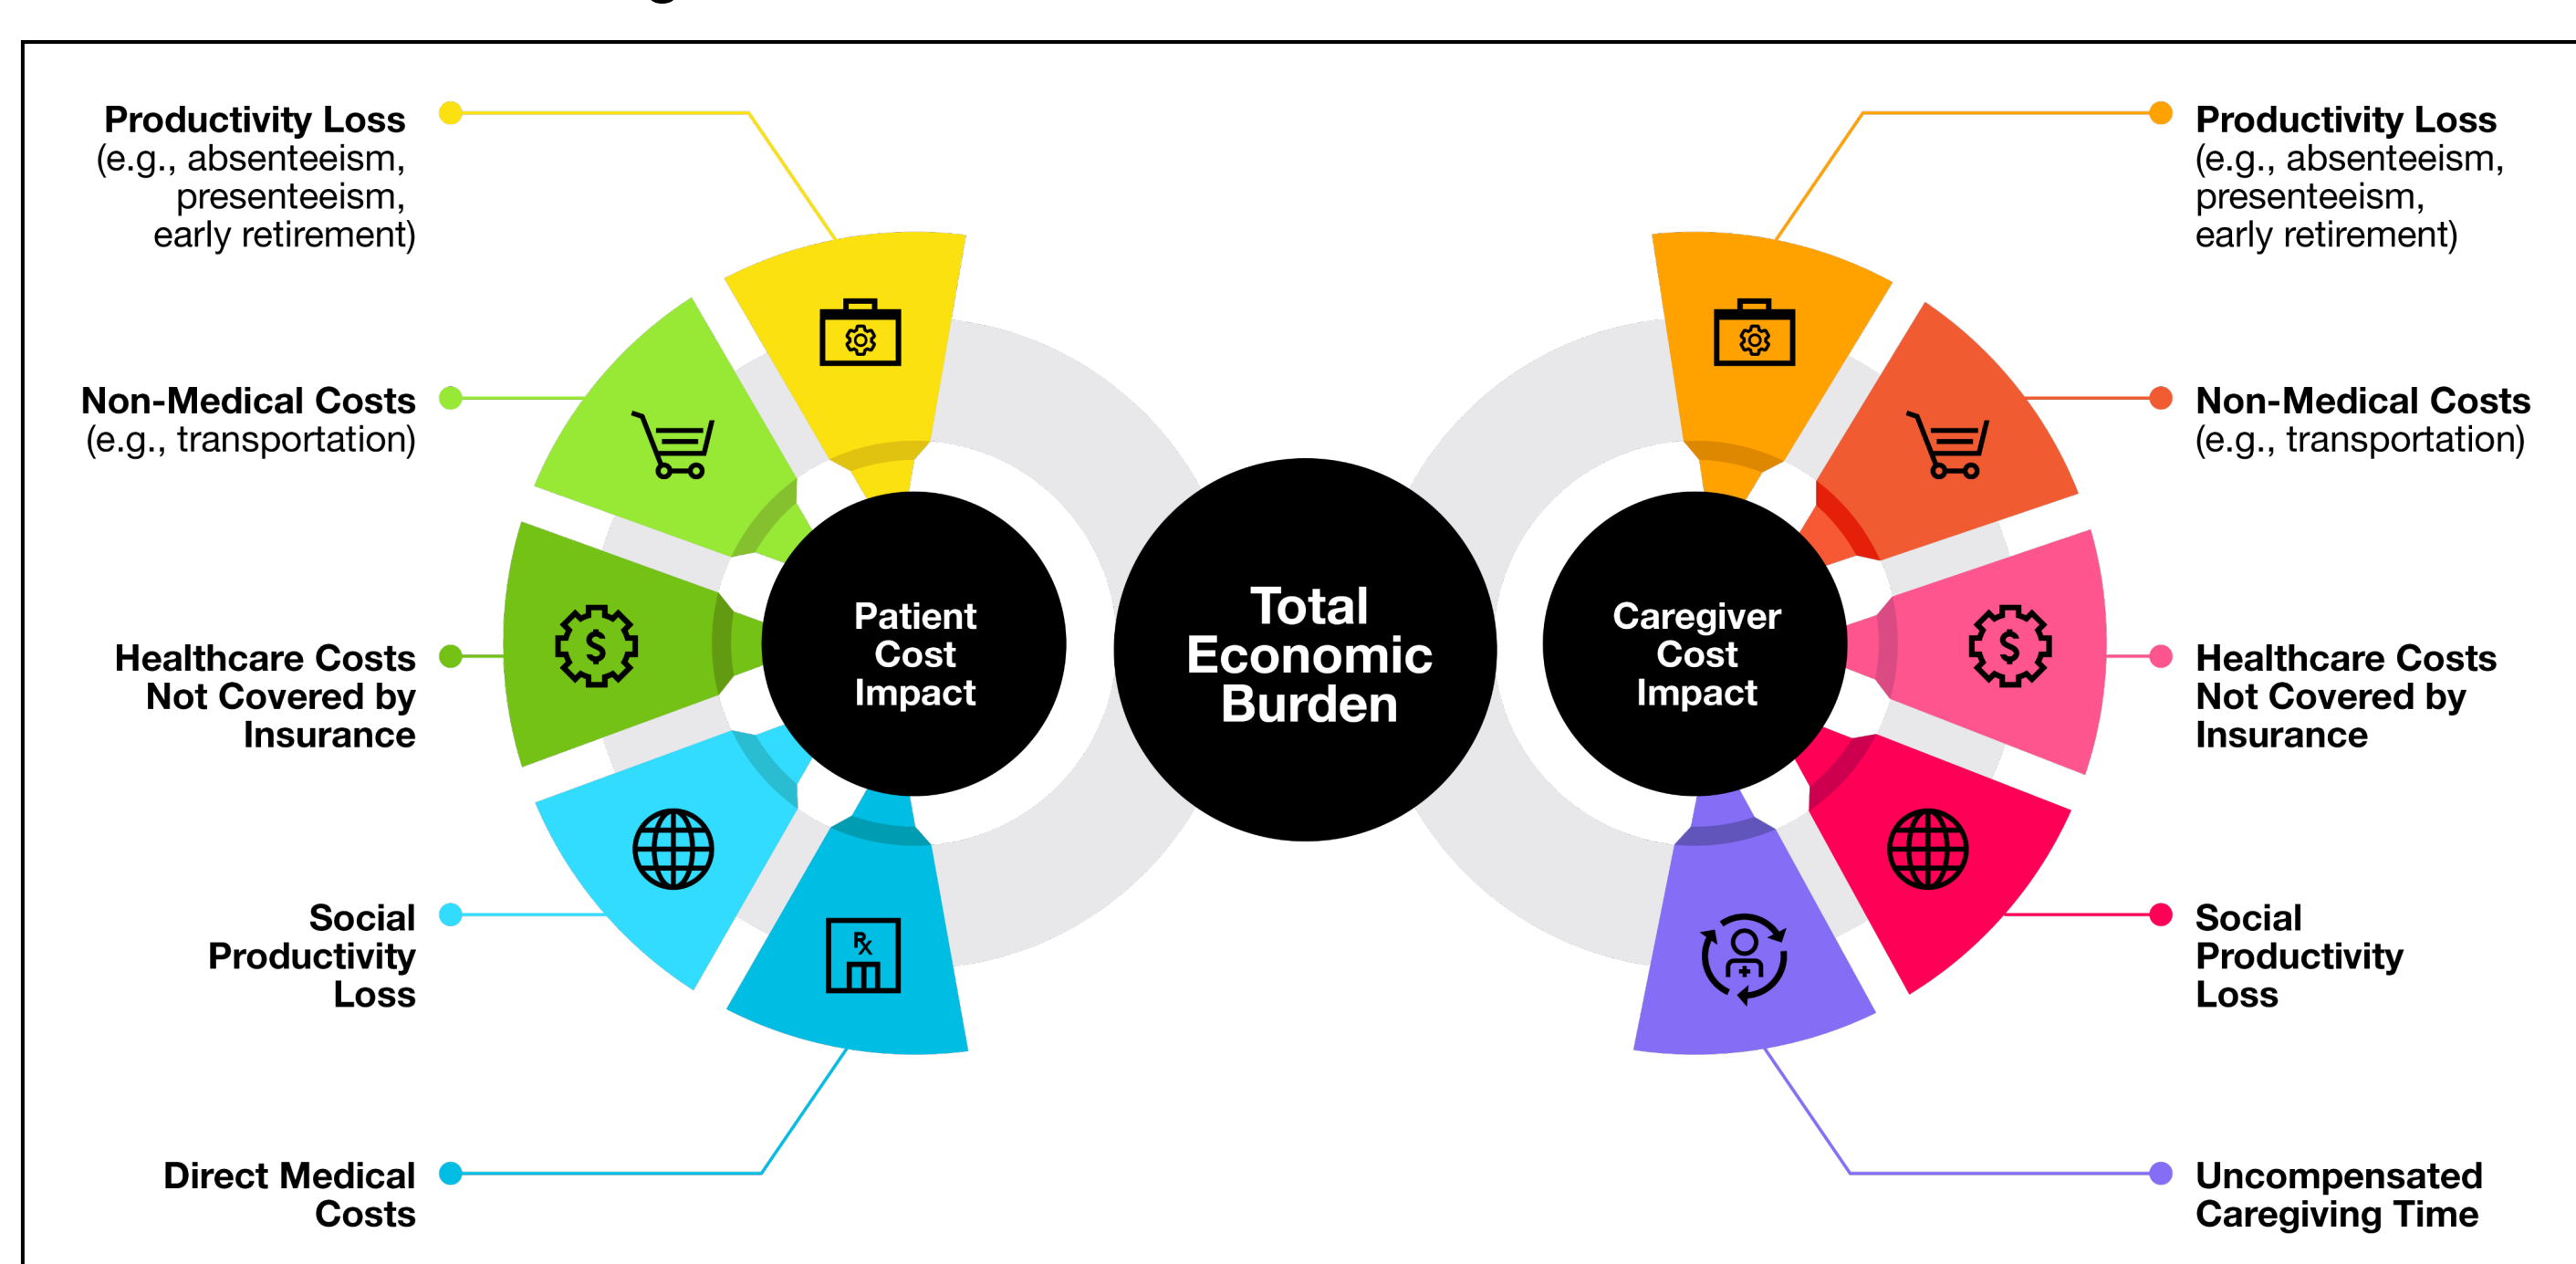 Productivity Loss
(e.g., absenteeism,
presenteeism,
early retirement)
Non-Medical Costs
(e.g., transportation)
Healthcare Costs
Not Covered by
Insurance
Social
Productivity
Loss
Direct Medical
Costs
$
Rx
Patient
Cost
Impact
Total
Economic
Burden
Caregiver
Cost
Impact
$
Productivity Loss
(e.g., absenteeism,
presenteeism,
early retirement)
Non-Medical Costs
(e.g., transportation)
Healthcare Costs
Not Covered by
Insurance
Social
Productivity
Loss
Uncompensated
Caregiving Time